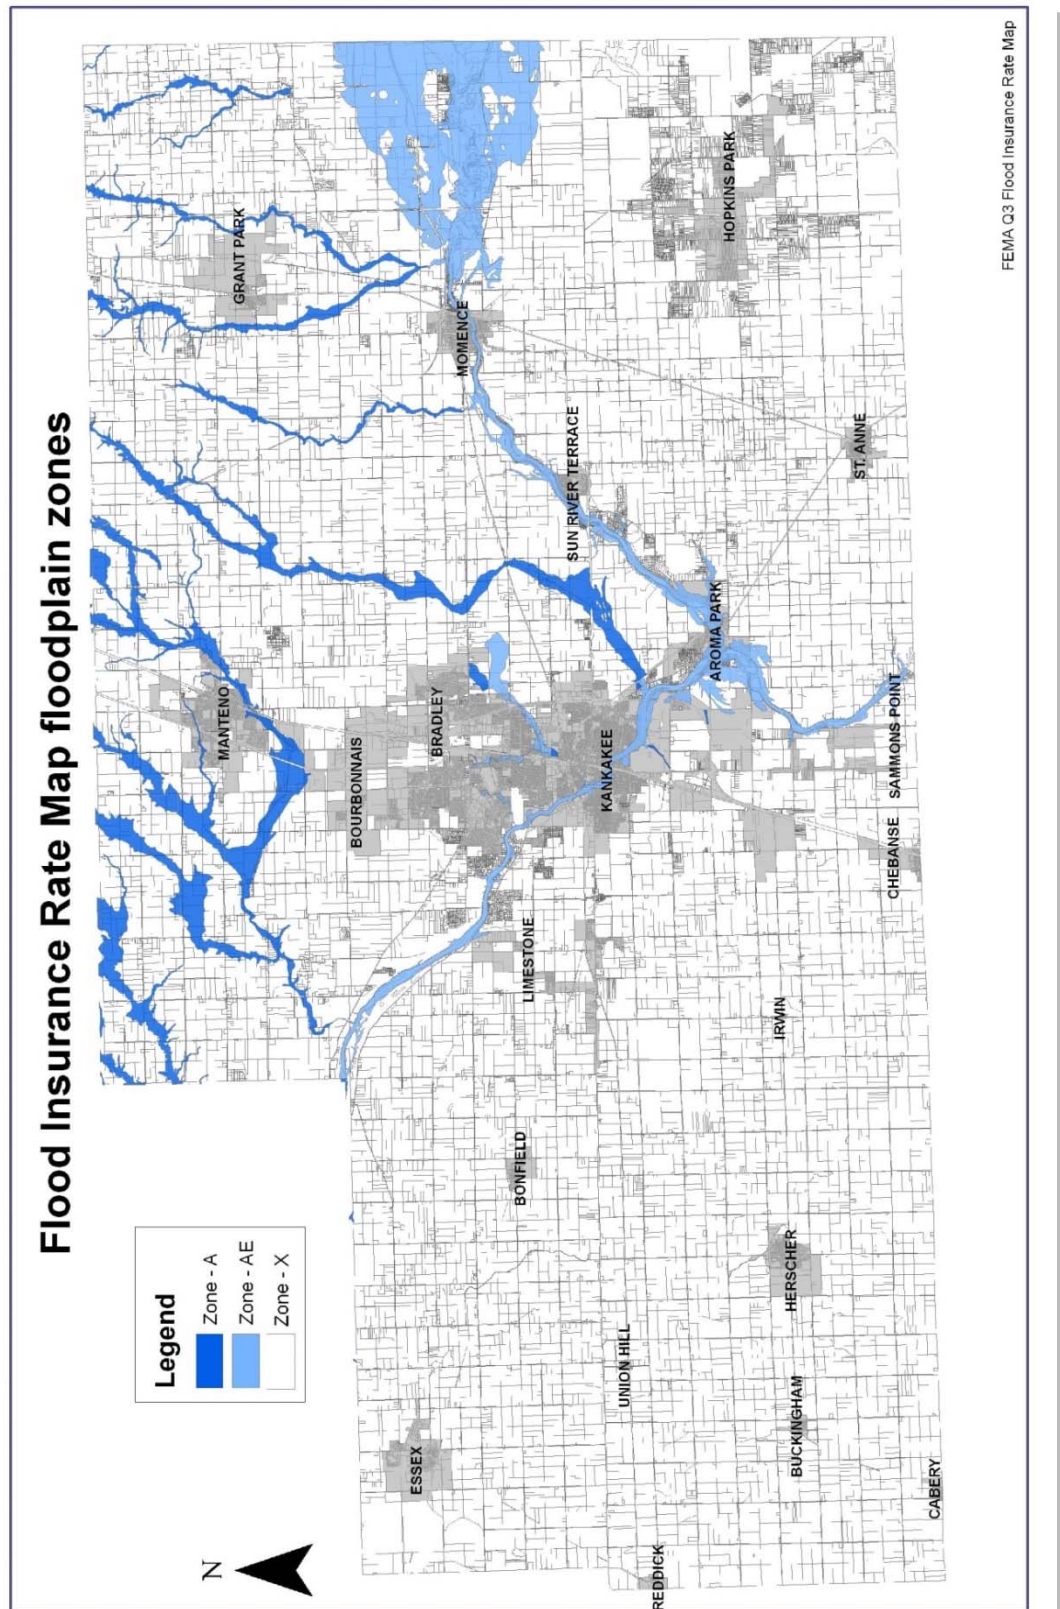 Flood Insurance Rate Map floodplain zones
N
Legend
Zone - A
Zone - AE
Zone - X
GRANT PARK
MANTENO
MOMENCE
BOURBONNAIS
BRADLEY
ESSEX
SUN RIVER TERRACE
LIMESTONE
BONFIELD
KANKAKEE
HOPKINS PARK
AROMA PARK
UNION HILL
REDDICK
IRWIN
HERSCHER
BUCKINGHAM
ST. ANNE
SAMMONS POINT
CHEBANSE
CABERY
FEMA Q3 Flood Insurance Rate Map